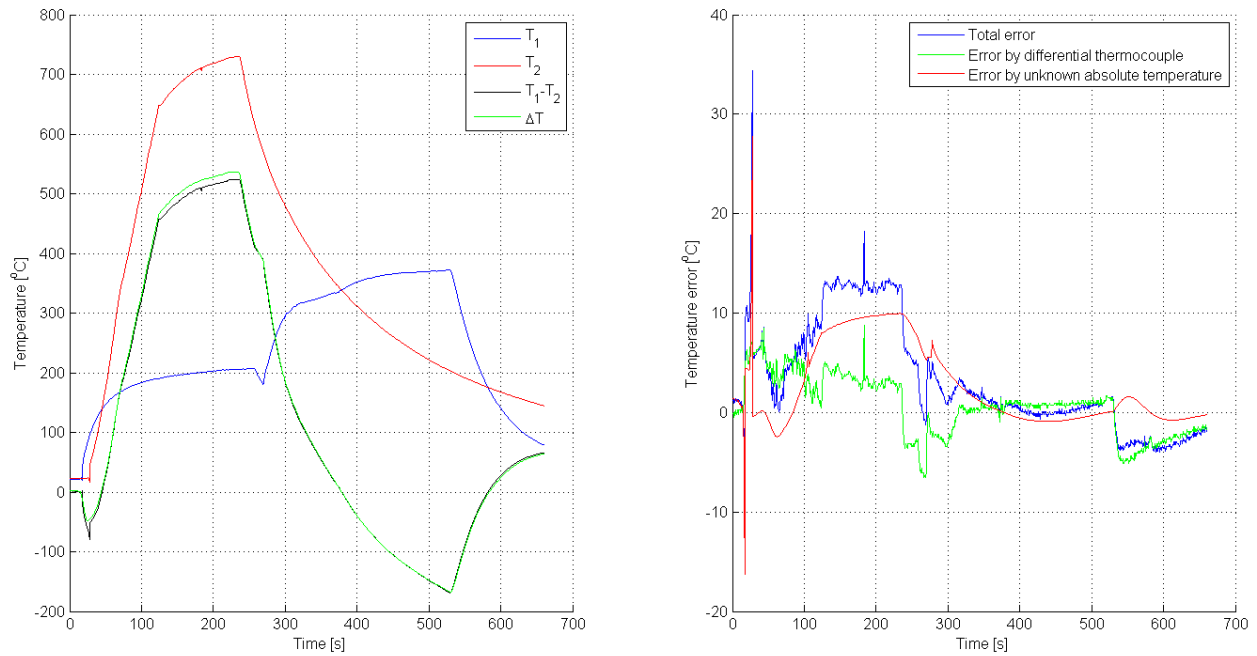 800
700
600
500
400
300
200
100
0
-100
-200
Temperature [⁰C]
0 100 200 300 400 500 600 700
Time [s]
T₁
T₂
T₁-T₂
ΔT
40
30
20
10
0
-10
-20
Temperature error [⁰C]
0 100 200 300 400 500 600 700
Time [s]
Total error
Error by differential thermocouple
Error by unknown absolute temperature